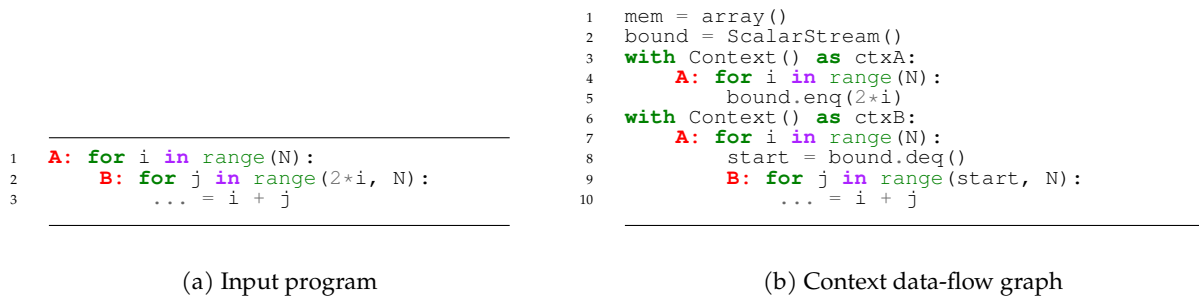 1 A: for i in range(N):
2 B: for j in range(2*i, N):
3 ... = i + j
(a) Input program
1 mem = array()
2 bound = ScalarStream()
3 with Context() as ctxA:
4 A: for i in range(N):
5 bound.enq(2*i)
6 with Context() as ctxB:
7 A: for i in range(N):
8 start = bound.deq()
9 B: for j in range(start, N):
10 ... = i + j
(b) Context data-flow graph